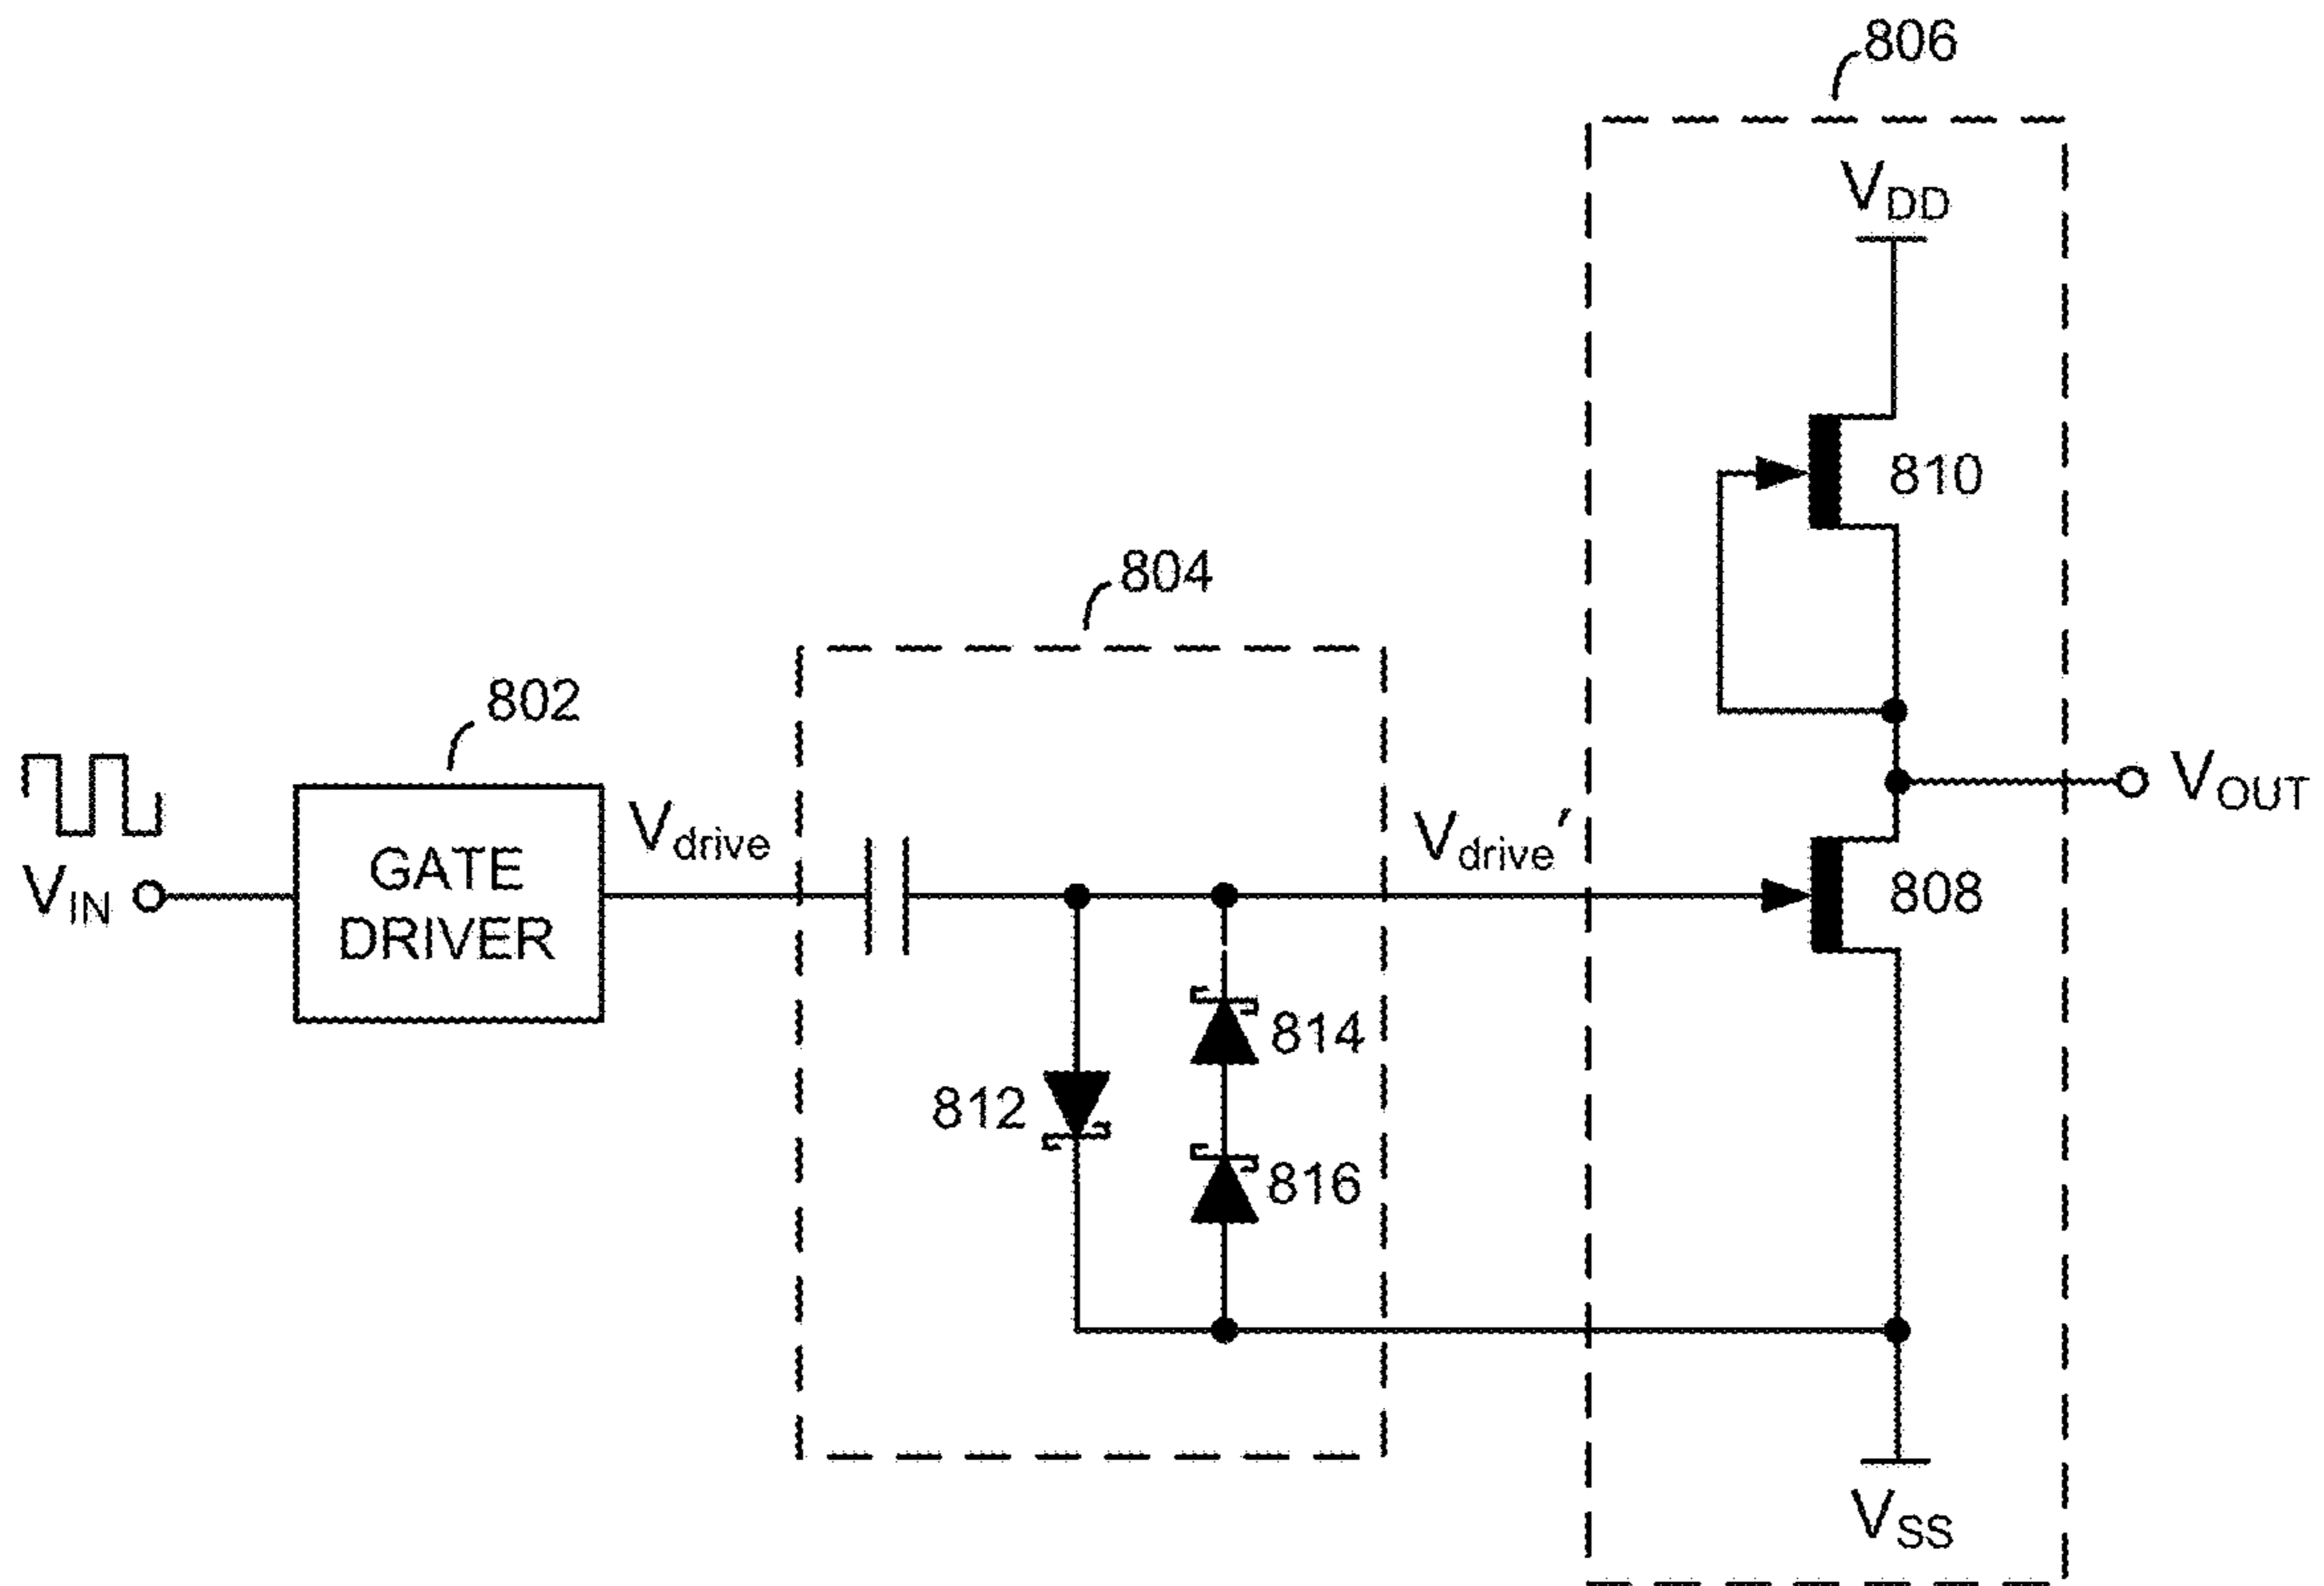 806
V_DD
810
804
802
V_IN
GATE
DRIVER
V_drive
V_drive′
V_OUT
808
814
812
816
V_SS